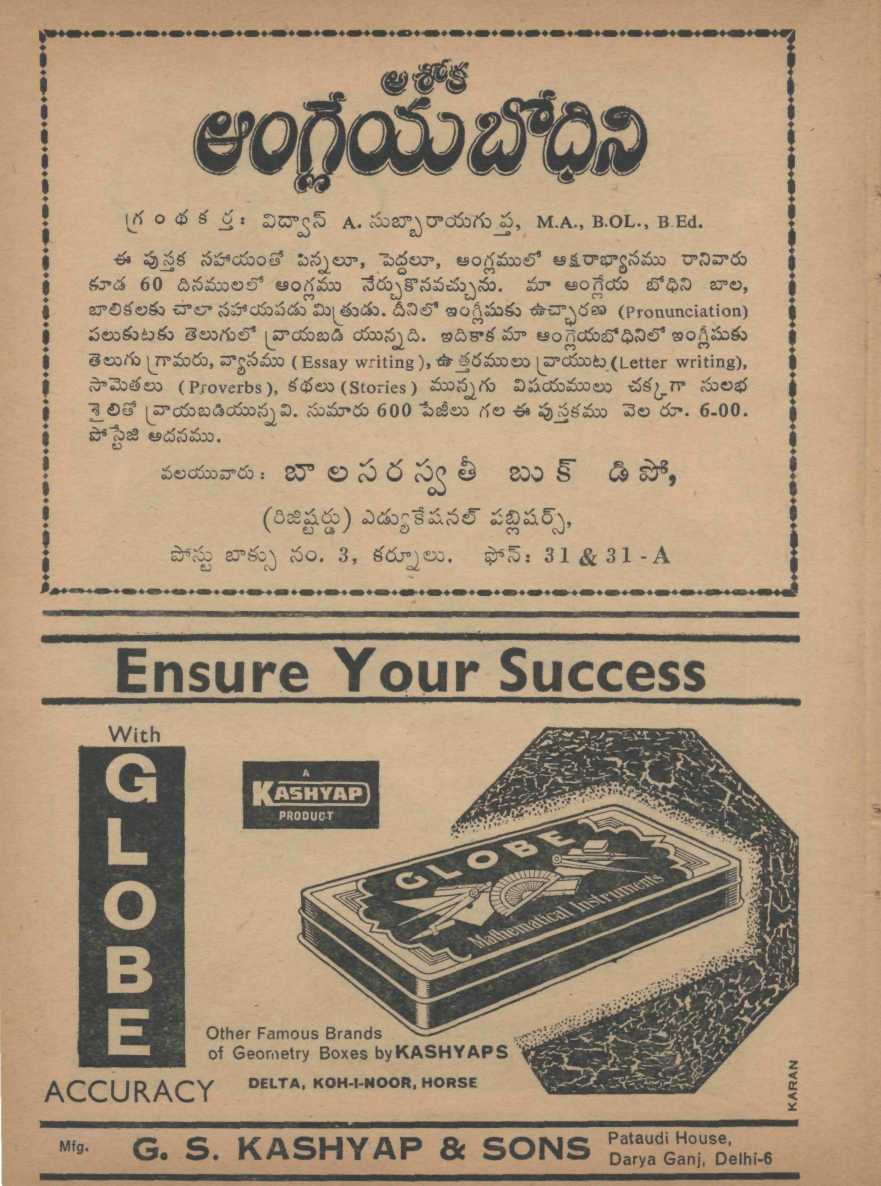 అశోక
ఆంగ్లేయబోధిని
గ్రంథకర్త: విద్వాన్ A. సుబ్బారాయగుప్త, M.A., B.OL., B.Ed.
ఈ పుస్తక సహాయంతో పిన్నలూ, పెద్దలూ, ఆంగ్లములో అక్షరాభ్యానము రానివారు
కూడ 60 దినములలో ఆంగ్లము నేర్చుకొనవచ్చును. మా ఆంగ్లేయ బోధిని బాల,
బాలికలకు చాలా సహాయపడు మిత్రుడు. దీనిలో ఇంగ్లీషుకు ఉచ్ఛారణ (Pronunciation)
పలుకుటకు తెలుగులో వ్రాయబడి యున్నది. ఇదికాక మా ఆంగ్లేయబోధినిలో ఇంగ్లీషుకు
తెలుగు గ్రామరు, వ్యాసము (Essay writing), ఉత్తరములు వ్రాయుట (Letter writing),
సామెతలు (Proverbs), కథలు (Stories) మున్నగు విషయములు చక్కగా సులభ
శైలితో వ్రాయబడియున్నవి. సుమారు 600 పేజీలు గల ఈ పుస్తకము వెల రూ. 6-00.
పోస్టేజి అదనము.
వలయువారు: బాలసరస్వతీ బుక్ డిపో,
(రిజిష్టర్డు) ఎడ్యుకేషనల్ పబ్లిషర్స్,
పోస్టు బాక్సు నం. 3, కర్నూలు. ఫోన్: 31 & 31-A
Ensure Your Success
With
GLOBE
ACCURACY
A
KASHYAP
PRODUCT
GLOBE
Mathematical Instruments
Other Famous Brands
of Geometry Boxes by KASHYAPS
DELTA, KOH-I-NOOR, HORSE
KARAN
Mfg. G. S. KASHYAP & SONS Pataudi House,
Darya Ganj, Delhi-6